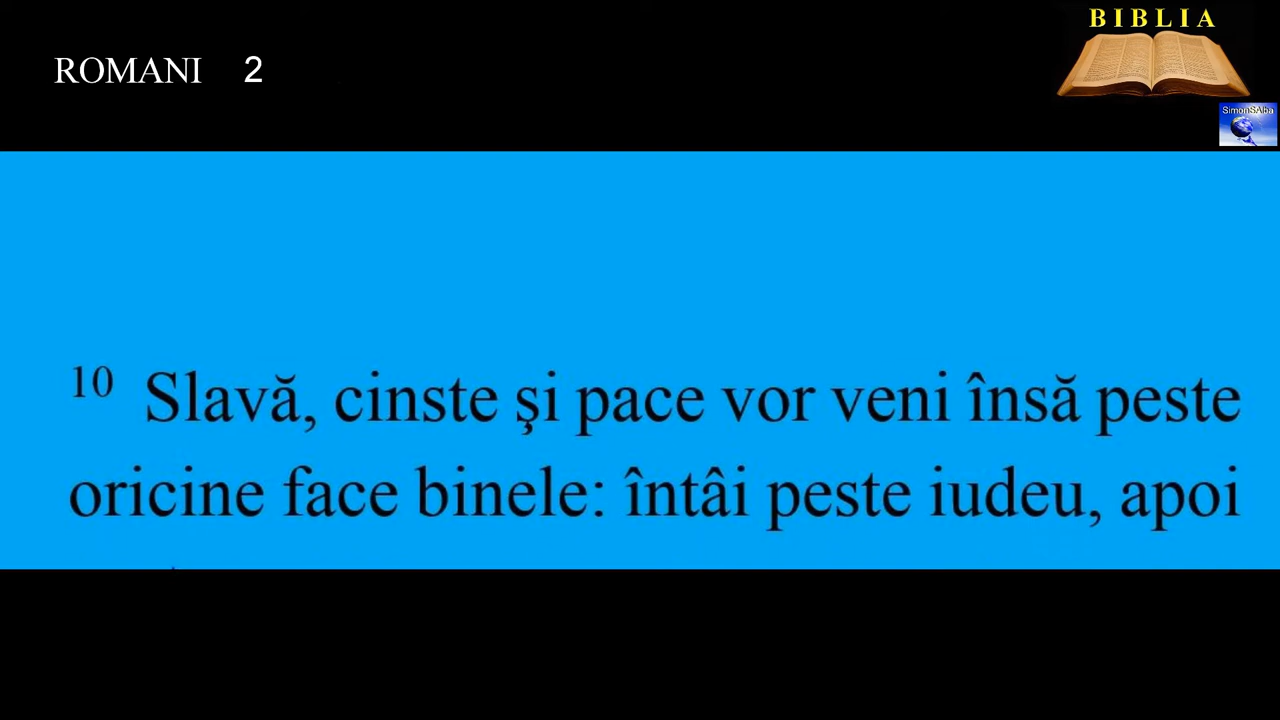 BIBLIA
ROMANI 2
SimonSAlba
10 Slavă, cinste şi pace vor veni însă peste
oricine face binele: întâi peste iudeu, apoi